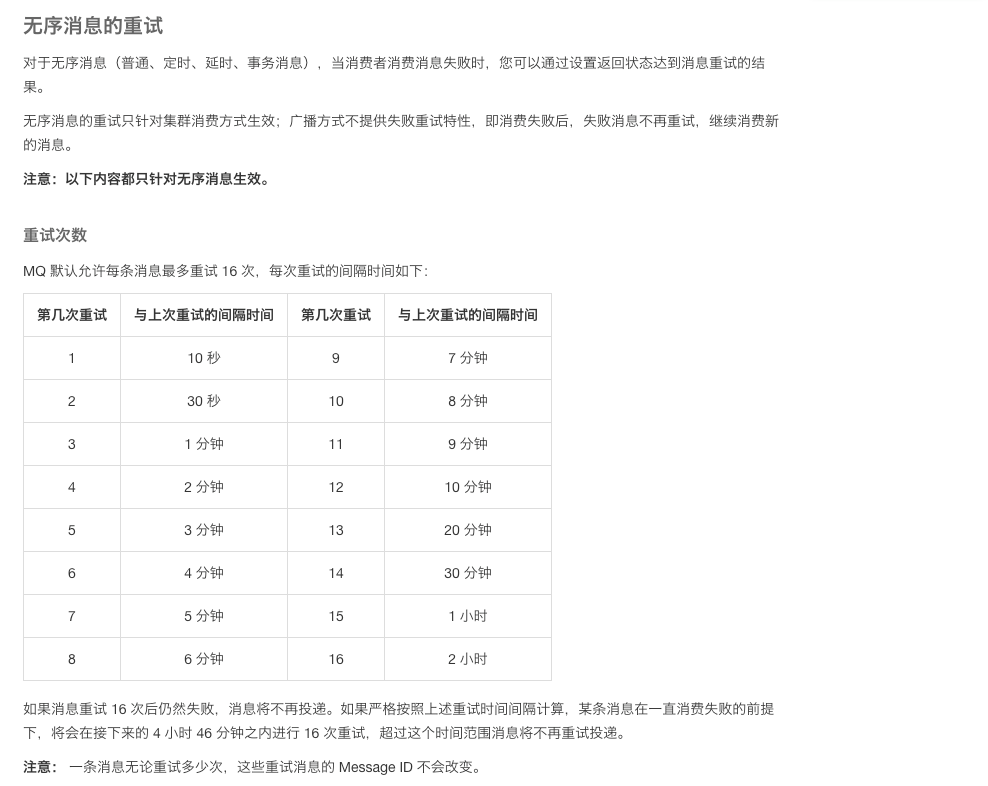 无序消息的重试
对于无序消息（普通、定时、延时、事务消息），当消费者消费消息失败时，您可以通过设置返回状态达到消息重试的结
果。
无序消息的重试只针对集群消费方式生效；广播方式不提供失败重试特性，即消费失败后，失败消息不再重试，继续消费新
的消息。
注意：以下内容都只针对无序消息生效。
重试次数
MQ 默认允许每条消息最多重试 16 次，每次重试的间隔时间如下：
第几次重试 与上次重试的间隔时间 第几次重试 与上次重试的间隔时间
1 10 秒 9 7 分钟
2 30 秒 10 8 分钟
3 1 分钟 11 9 分钟
4 2 分钟 12 10 分钟
5 3 分钟 13 20 分钟
6 4 分钟 14 30 分钟
7 5 分钟 15 1 小时
8 6 分钟 16 2 小时
如果消息重试 16 次后仍然失败，消息将不再投递。如果严格按照上述重试时间间隔计算，某条消息在一直消费失败的前提
下，将会在接下来的 4 小时 46 分钟之内进行 16 次重试，超过这个时间范围消息将不再重试投递。
注意： 一条消息无论重试多少次，这些重试消息的 Message ID 不会改变。